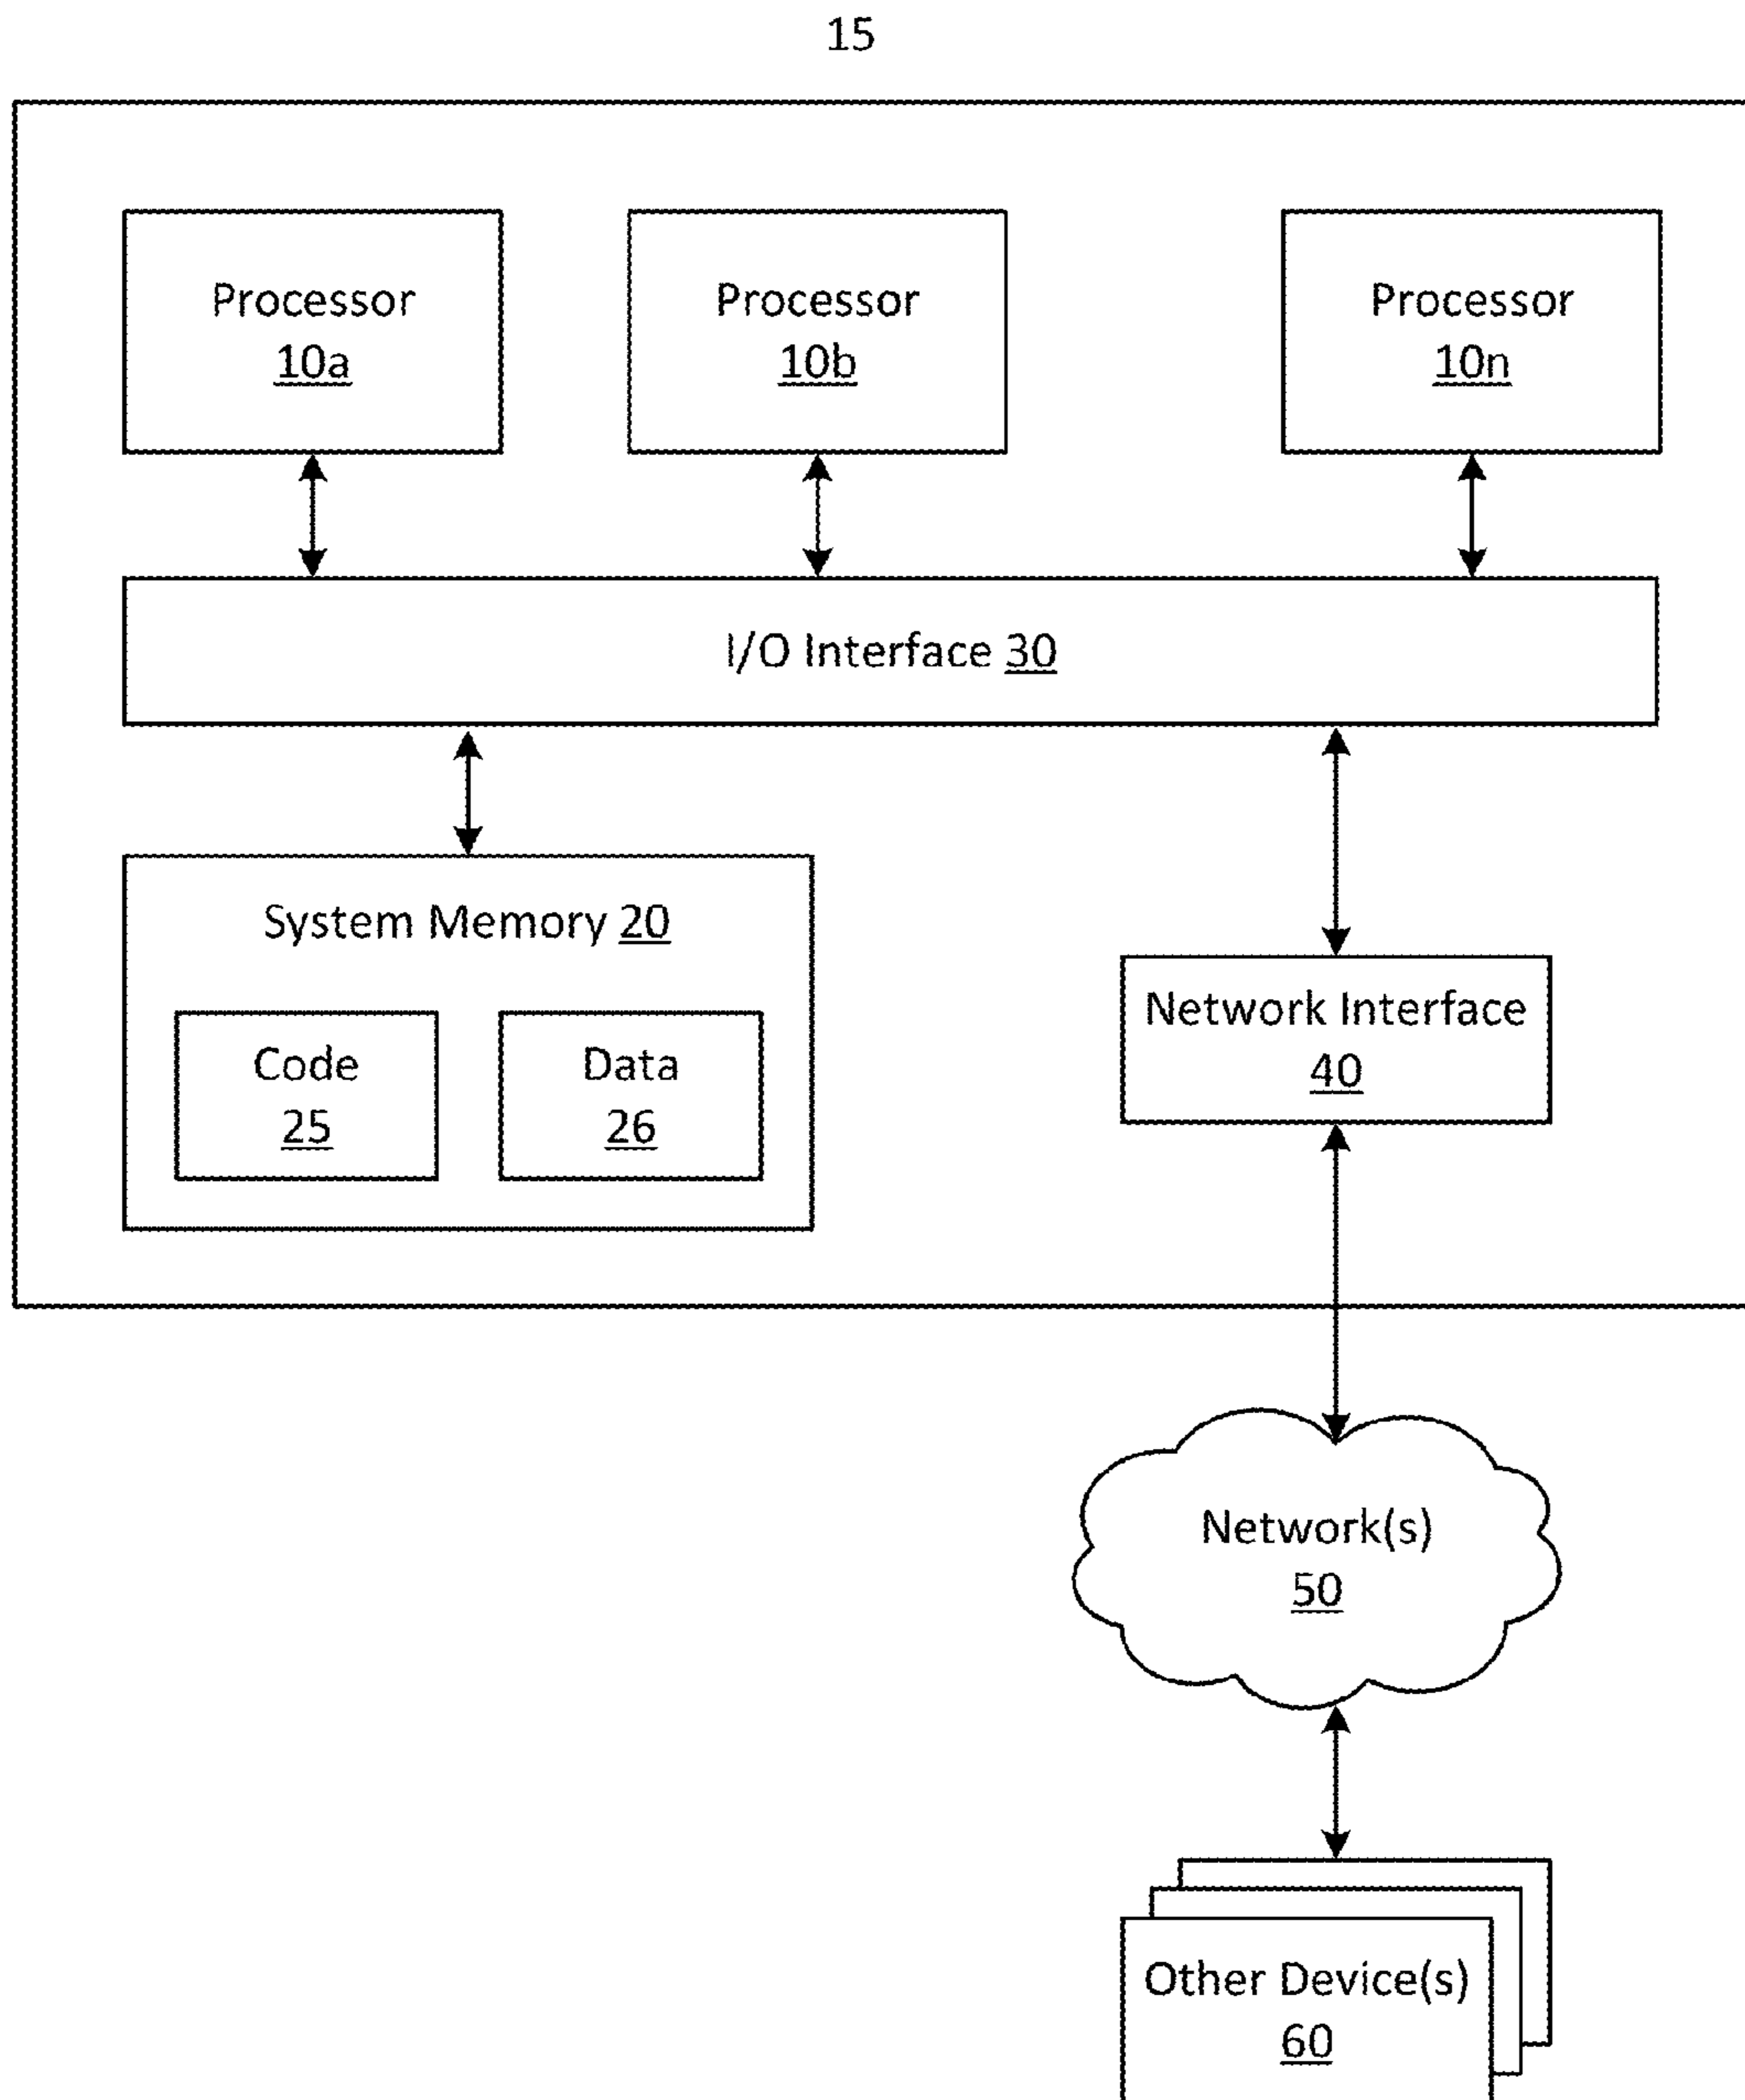 15
Processor
10a
Processor
10b
Processor
10n
I/O Interface 30
System Memory 20
Code
25
Data
26
Network Interface
40
Network(s)
50
Other Device(s)
60